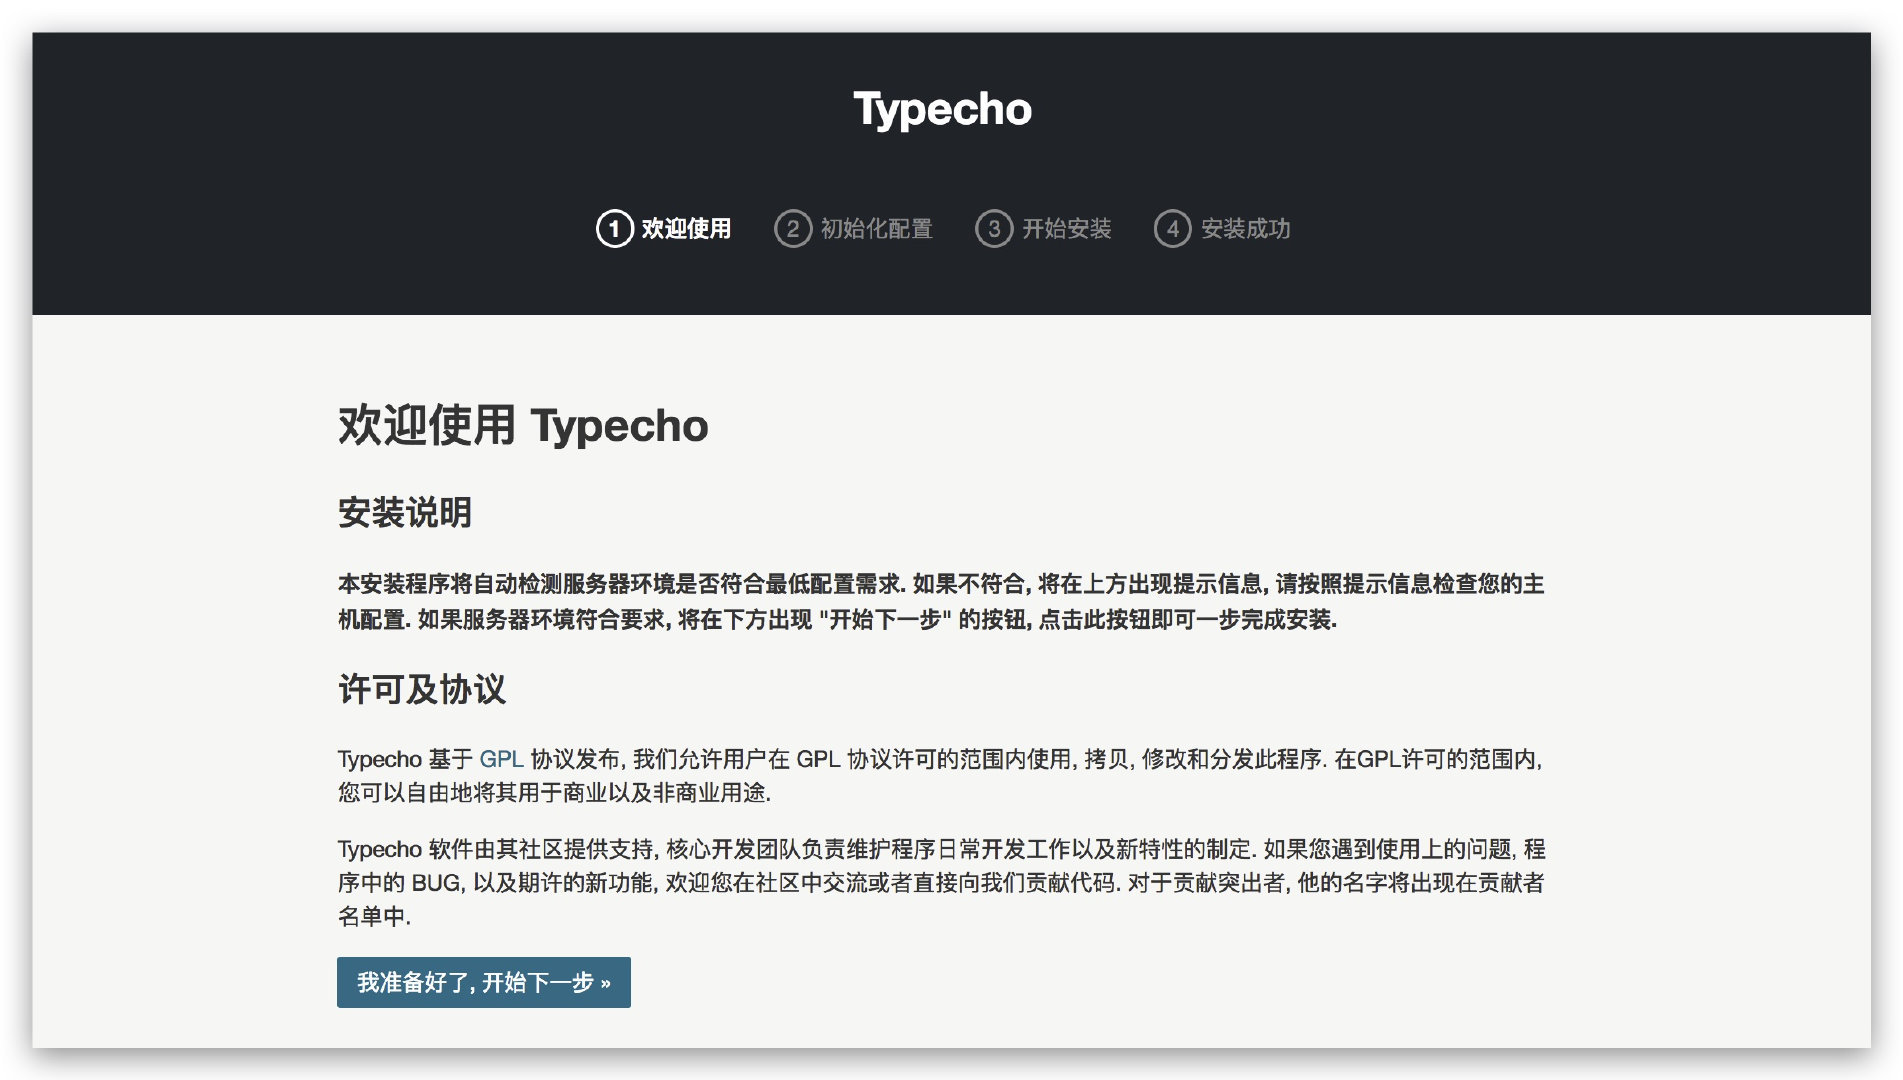 Typecho
1 欢迎使用 2 初始化配置 3 开始安装 4 安装成功
欢迎使用 Typecho
安装说明
本安装程序将自动检测服务器环境是否符合最低配置需求. 如果不符合, 将在上方出现提示信息, 请按照提示信息检查您的主
机配置. 如果服务器环境符合要求, 将在下方出现 "开始下一步" 的按钮, 点击此按钮即可一步完成安装.
许可及协议
Typecho 基于 GPL 协议发布, 我们允许用户在 GPL 协议许可的范围内使用, 拷贝, 修改和分发此程序. 在GPL许可的范围内,
您可以自由地将其用于商业以及非商业用途.
Typecho 软件由其社区提供支持, 核心开发团队负责维护程序日常开发工作以及新特性的制定. 如果您遇到使用上的问题, 程
序中的 BUG, 以及期许的新功能, 欢迎您在社区中交流或者直接向我们贡献代码. 对于贡献突出者, 他的名字将出现在贡献者
名单中.
我准备好了, 开始下一步 »